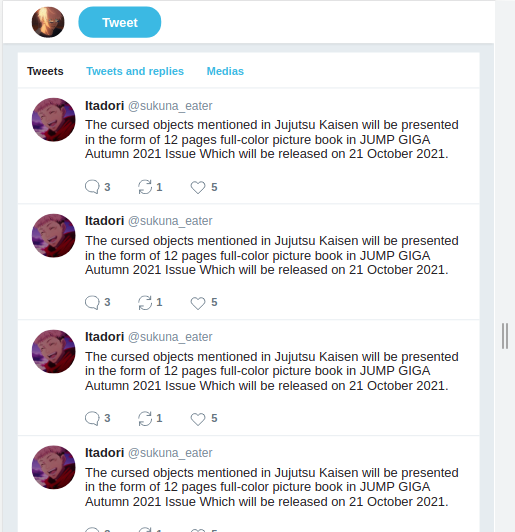 Tweet
Tweets Tweets and replies Medias
Itadori @sukuna_eater
The cursed objects mentioned in Jujutsu Kaisen will be presented
in the form of 12 pages full-color picture book in JUMP GIGA
Autumn 2021 Issue Which will be released on 21 October 2021.
3 1 5
Itadori @sukuna_eater
The cursed objects mentioned in Jujutsu Kaisen will be presented
in the form of 12 pages full-color picture book in JUMP GIGA
Autumn 2021 Issue Which will be released on 21 October 2021.
3 1 5
Itadori @sukuna_eater
The cursed objects mentioned in Jujutsu Kaisen will be presented
in the form of 12 pages full-color picture book in JUMP GIGA
Autumn 2021 Issue Which will be released on 21 October 2021.
3 1 5
Itadori @sukuna_eater
The cursed objects mentioned in Jujutsu Kaisen will be presented
in the form of 12 pages full-color picture book in JUMP GIGA
Autumn 2021 Issue Which will be released on 21 October 2021.